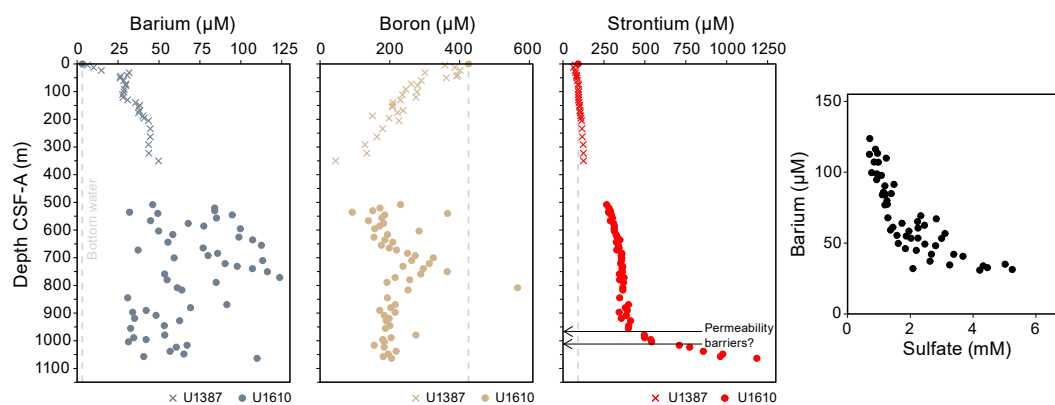 Barium (µM)
0 25 50 75 100 125
Boron (µM)
0 200 400 600
Strontium (µM)
0 250 500 750 1000 1250
Depth CSF-A (m)
0
100
200
300
400
500
600
700
800
900
1000
1100
Bottom water
Permeability
barriers?
U1387 U1610
U1387 U1610
U1387 U1610
Barium (µM)
150
100
50
0
0 2 4 6
Sulfate (mM)